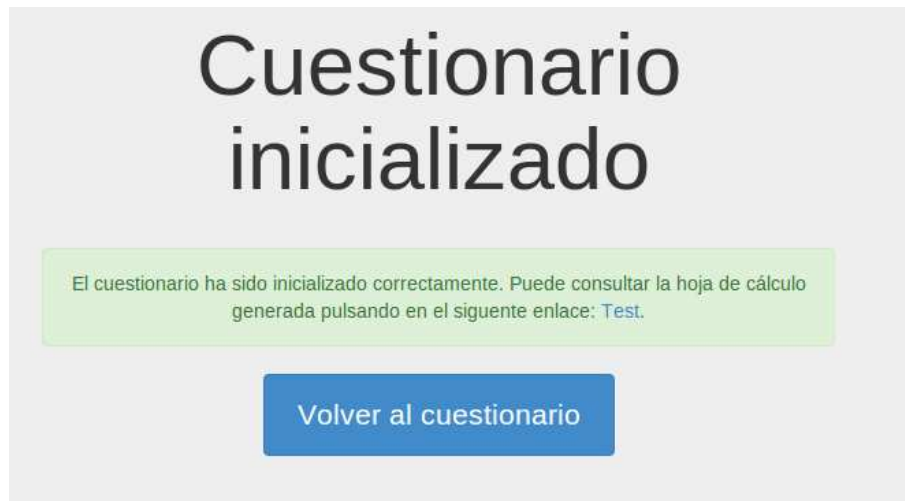 Cuestionario
inicializado
El cuestionario ha sido inicializado correctamente. Puede consultar la hoja de cálculo
generada pulsando en el siguente enlace: Test.
Volver al cuestionario